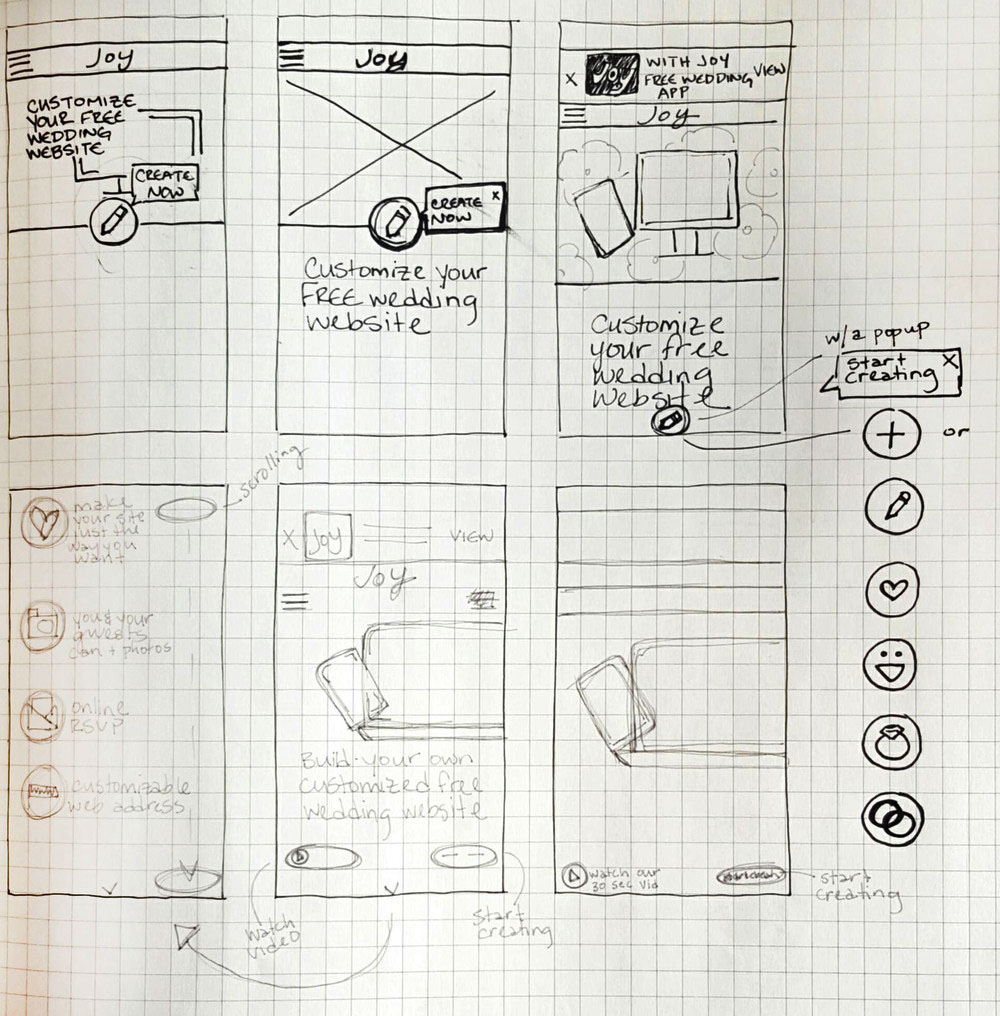 Joy
CUSTOMIZE
YOUR FREE
WEDDING
WEBSITE
CREATE
NOW
Joy
CREATE X
NOW
Customize your
FREE wedding
website
X JOY WITH JOY
FREE WEDDING VIEW
APP
Joy
Customize
your free
wedding
website
w/a popup
start X
creating
or
scrolling
make
your site
just the
way you
want
you & your
guests
can + photos
online
RSVP
customizable
web address
X JOY VIEW
Joy
Build your own
customized free
wedding website
watch
video
start
creating
watch our
30 sec vid
start
creating